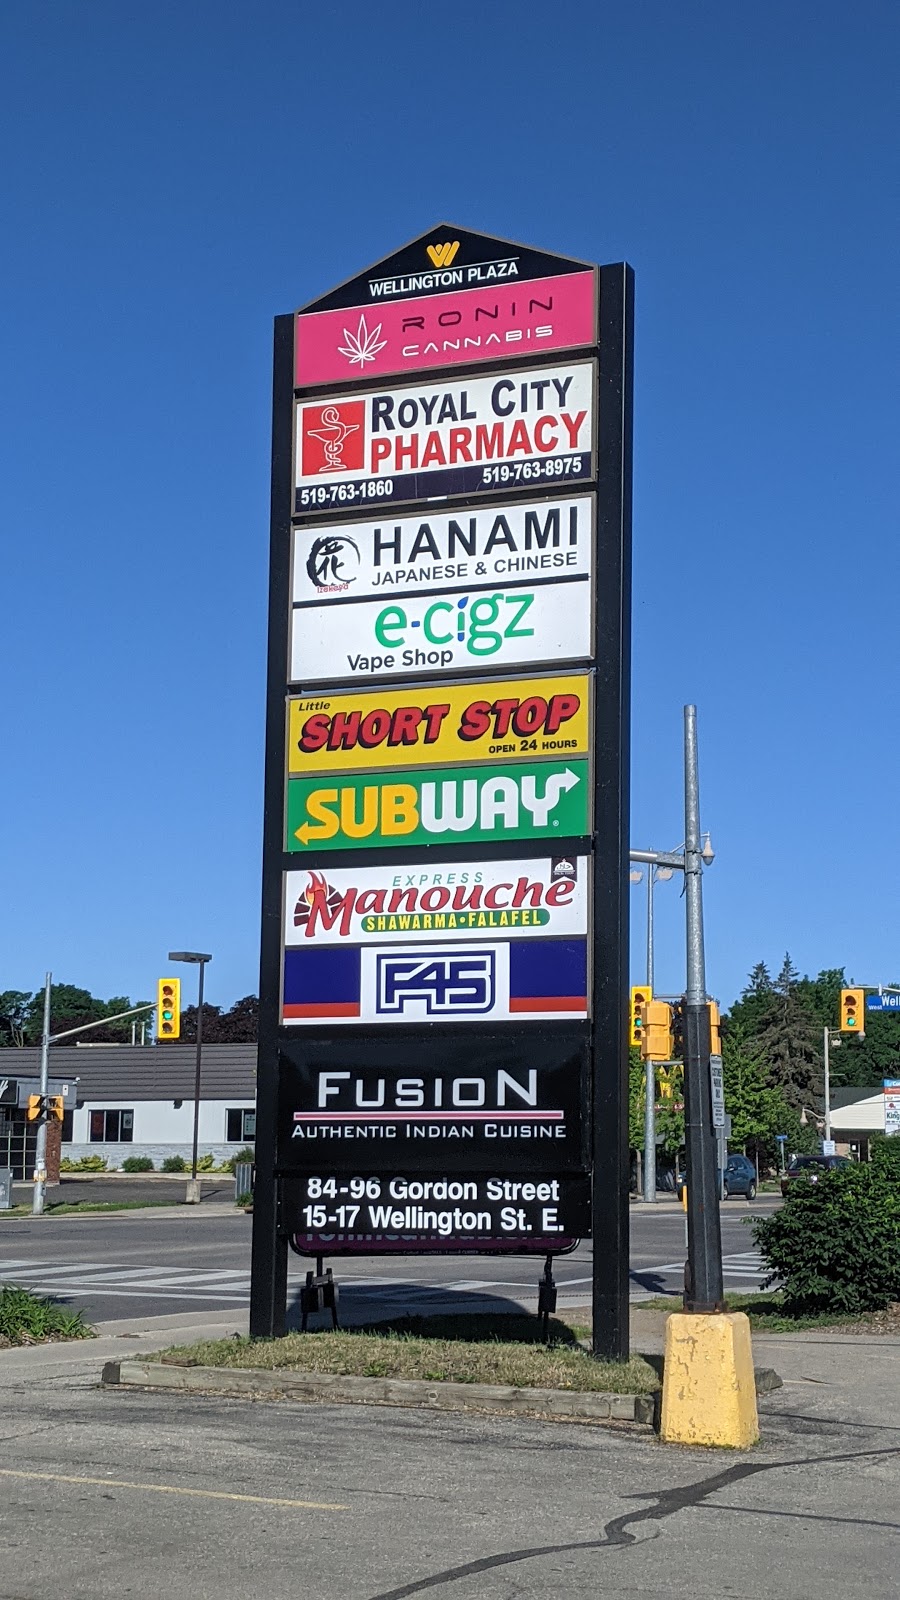 WELLINGTON PLAZA
RONIN
CANNABIS
ROYAL CITY
PHARMACY
519-763-1860
519-763-8975
HANAMI
JAPANESE & CHINESE
花
Izakaya
e-cigz
Vape Shop
Little
SHORT STOP
OPEN 24 HOURS
SUBWAY
EXPRESS
Manouche
SHAWARMA•FALAFEL
F45
FUSION
AUTHENTIC INDIAN CUISINE
84-96 Gordon Street
15-17 Wellington St. E.